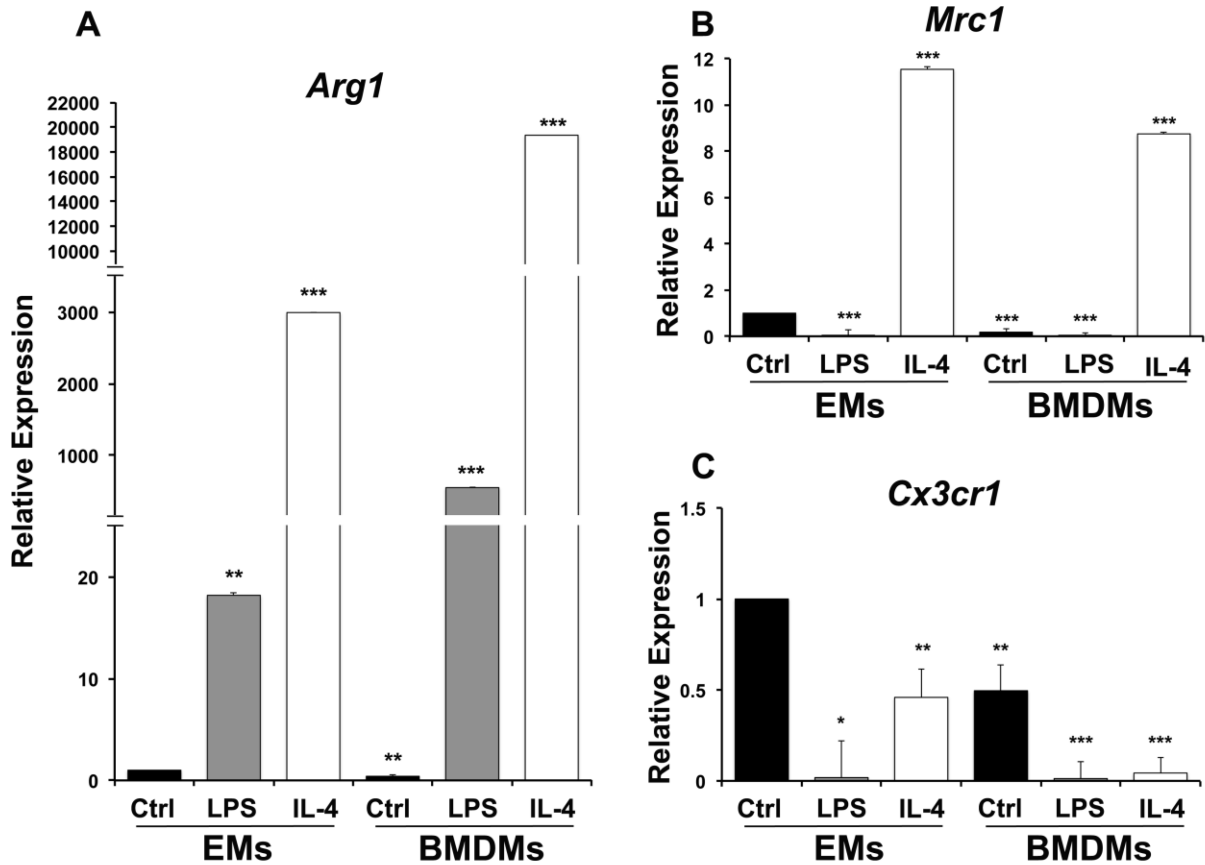 A
Arg1
Relative Expression
22000
20000
18000
16000
14000
12000
10000
3000
2000
1000
20
10
0
**
***
**
***
***
Ctrl LPS IL-4 Ctrl LPS IL-4
EMs BMDMs
B
Mrc1
Relative Expression
12
10
8
6
4
2
0
***
***
***
***
***
Ctrl LPS IL-4 Ctrl LPS IL-4
EMs BMDMs
C
Cx3cr1
Relative Expression
1.5
1
0.5
0
*
**
**
***
***
Ctrl LPS IL-4 Ctrl LPS IL-4
EMs BMDMs